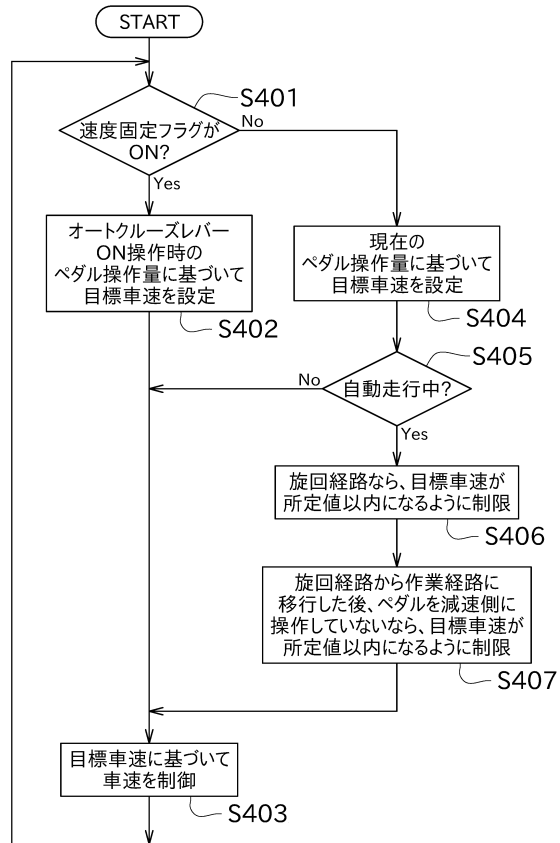 START
速度固定フラグが
ON?
S401
No
Yes
オートクルーズレバー
ON操作時の
ペダル操作量に基づいて
目標車速を設定
S402
現在の
ペダル操作量に基づいて
目標車速を設定
S404
自動走行中?
S405
No
Yes
旋回経路なら、目標車速が
所定値以内になるように制限
S406
旋回経路から作業経路に
移行した後、ペダルを減速側に
操作していないなら、目標車速が
所定値以内になるように制限
S407
目標車速に基づいて
車速を制御
S403